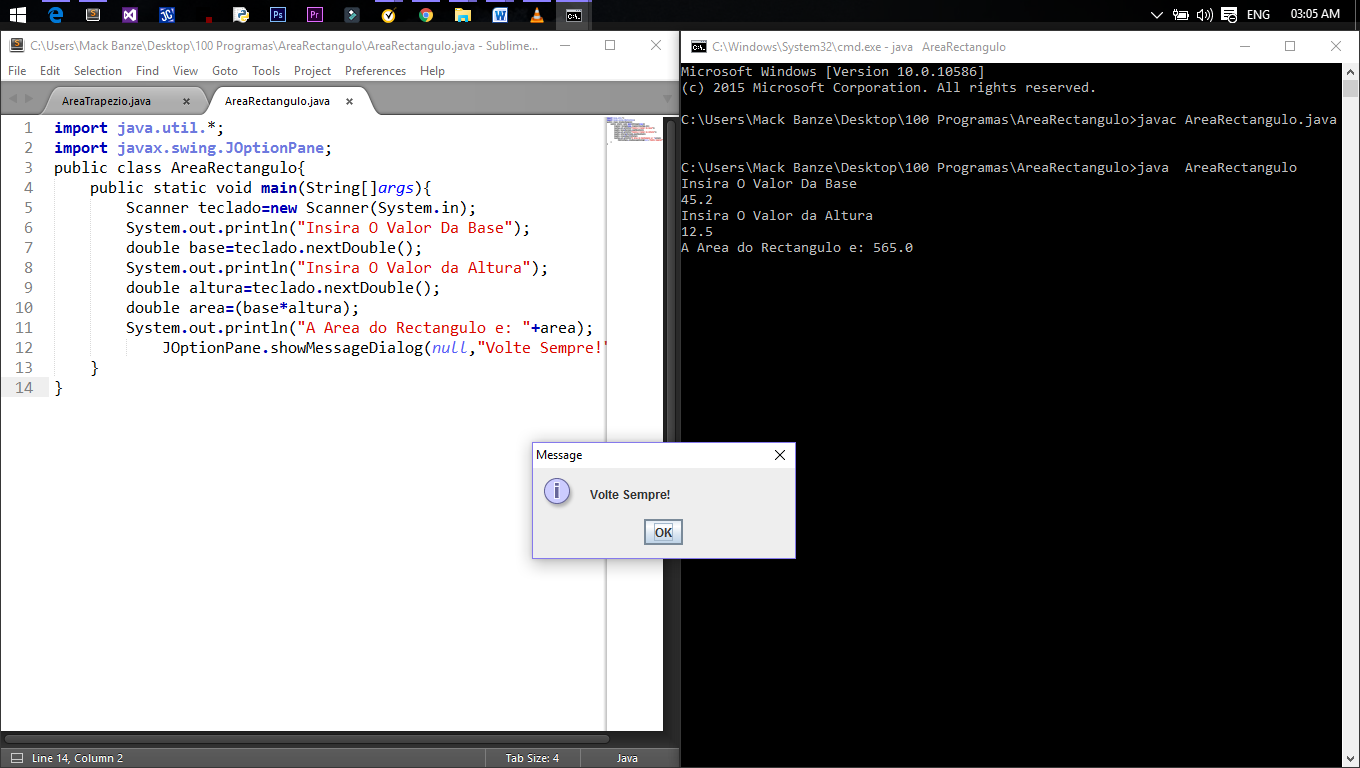 ENG 03:05 AM
C:\Users\Mack Banze\Desktop\100 Programas\AreaRectangulo\AreaRectangulo.java - Sublime...
File Edit Selection Find View Goto Tools Project Preferences Help
AreaTrapezio.java × AreaRectangulo.java ×
1 import java.util.*;
2 import javax.swing.JOptionPane;
3 public class AreaRectangulo{
4 public static void main(String[]args){
5 Scanner teclado=new Scanner(System.in);
6 System.out.println("Insira O Valor Da Base");
7 double base=teclado.nextDouble();
8 System.out.println("Insira O Valor da Altura");
9 double altura=teclado.nextDouble();
10 double area=(base*altura);
11 System.out.println("A Area do Rectangulo e: "+area);
12 JOptionPane.showMessageDialog(null,"Volte Sempre!"
13 }
14 }
Line 14, Column 2 Tab Size: 4 Java
C:\Windows\System32\cmd.exe - java AreaRectangulo
Microsoft Windows [Version 10.0.10586]
(c) 2015 Microsoft Corporation. All rights reserved.
C:\Users\Mack Banze\Desktop\100 Programas\AreaRectangulo>javac AreaRectangulo.java
C:\Users\Mack Banze\Desktop\100 Programas\AreaRectangulo>java  AreaRectangulo
Insira O Valor Da Base
45.2
Insira O Valor da Altura
12.5
A Area do Rectangulo e: 565.0
Message
Volte Sempre!
OK